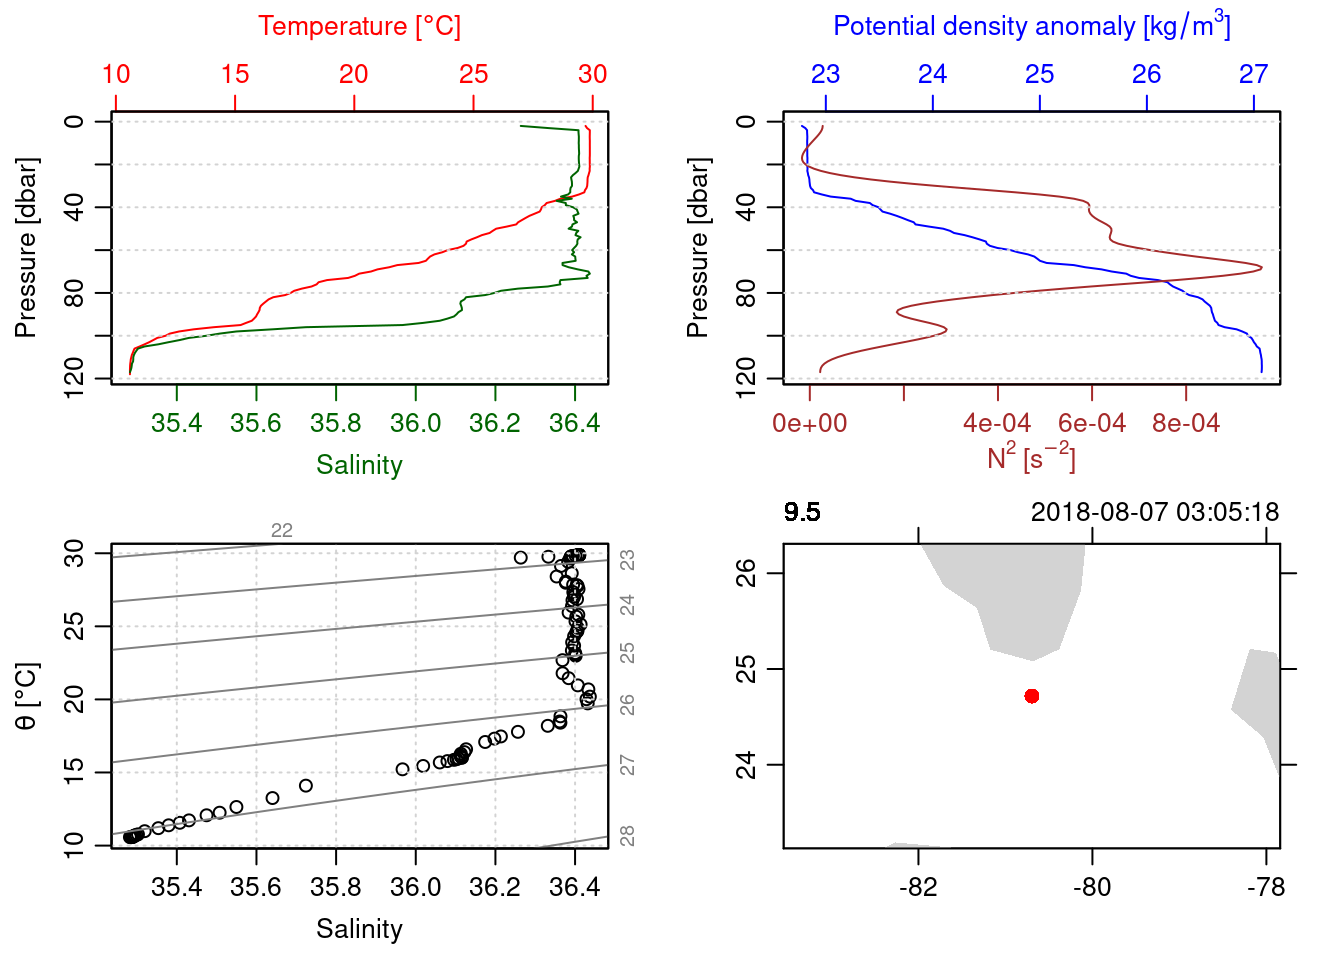 Temperature [°C]
10 15 20 25 30
0
40
80
120
Pressure [dbar]
35.4 35.6 35.8 36.0 36.2 36.4
Salinity
Potential density anomaly [kg/m³]
23 24 25 26 27
0
40
80
120
Pressure [dbar]
0e+00 4e-04 6e-04 8e-04
N² [s⁻²]
22
30
25
20
15
10
θ [°C]
23
24
25
26
27
28
35.4 35.6 35.8 36.0 36.2 36.4
Salinity
9.5 2018-08-07 03:05:18
26
25
24
-82 -80 -78